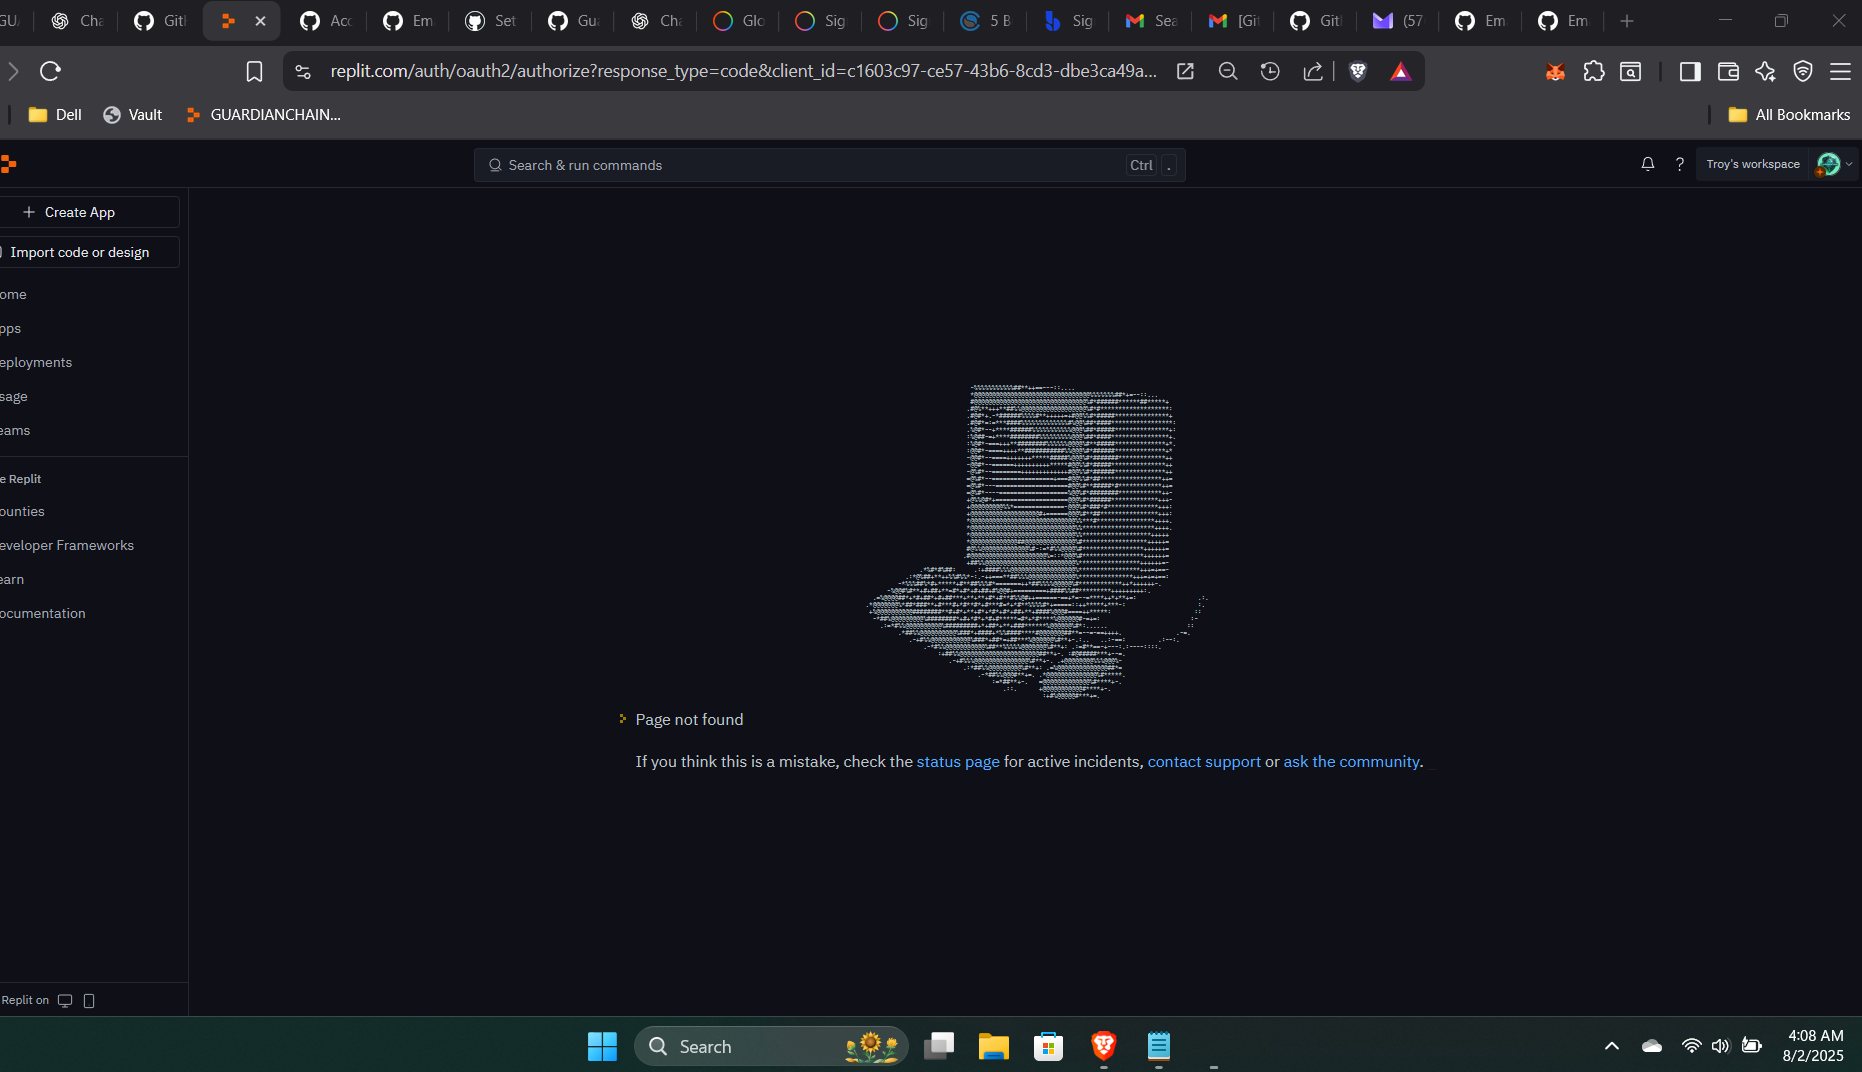 GU
Cha
Gith
Acc
Em
Set
Gua
Cha
Glo
Sig
Sig
5 B
Sig
Sea
[Git
Gith
(57
Em
Em
replit.com/auth/oauth2/authorize?response_type=code&client_id=c1603c97-ce57-43b6-8cd3-dbe3ca49a...
Dell
Vault
GUARDIANCHAIN...
All Bookmarks
Search & run commands
Ctrl .
?
Troy's workspace
Create App
Import code or design
ome
pps
eployments
sage
eams
e Replit
ounties
eveloper Frameworks
earn
ocumentation
Page not found
If you think this is a mistake, check the status page for active incidents, contact support or ask the community.
Replit on
Search
4:08 AM
8/2/2025